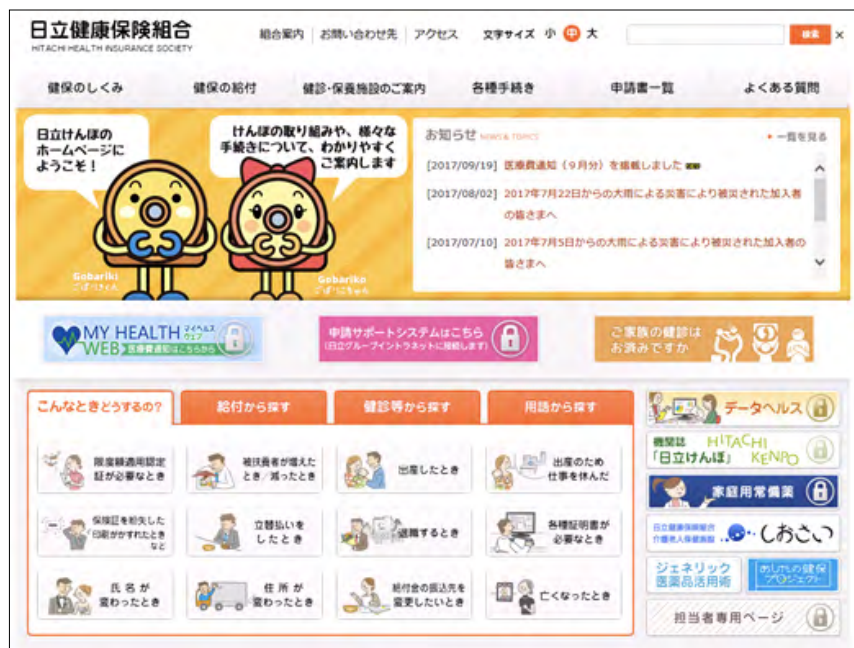 日立健康保険組合
HITACHI HEALTH INSURANCE SOCIETY
組合案内 お問い合わせ先 アクセス 文字サイズ 小 中 大 検索 ×
健保のしくみ 健保の給付 健診・保養施設のご案内 各種手続き 申請書一覧 よくある質問
日立けんぽの
ホームページに
ようこそ！
けんぽの取り組みや、様々な
手続きについて、わかりやすく
ご案内します
Gobariki
ごばりきくん
Gobariko
ごばりこちゃん
お知らせ NEWS & TOPICS 一覧を見る
[2017/09/19] 医療費通知（9月分）を掲載しました
[2017/08/02] 2017年7月22日からの大雨による災害により被災された加入者
の皆さまへ
[2017/07/10] 2017年7月5日からの大雨による災害により被災された加入者の
皆さまへ
MY HEALTH マイヘルス
WEB ウェブ 医療費通知はこちらから
申請サポートシステムはこちら
(日立グループイントラネットに接続します)
ご家族の健診は
お済みですか
こんなときどうするの? 給付から探す 健診等から探す 用語から探す
限度額適用認定
証が必要なとき
被扶養者が増えた
とき/減ったとき
出産したとき
出産のため
仕事を休んだ
保険証を紛失した
印刷がかすれたとき
など
立替払いを
したとき
退職するとき
各種証明書が
必要なとき
氏名が
変わったとき
住所が
変わったとき
給付金の振込先を
変更したいとき
亡くなったとき
データヘルス
機関誌 HITACHI
「日立けんぽ」 KENPO
家庭用常備薬
日立健康保険組合
介護老人保健施設 しおさい
ジェネリック
医薬品活用術
あしたの健保
プロジェクト
担当者専用ページ